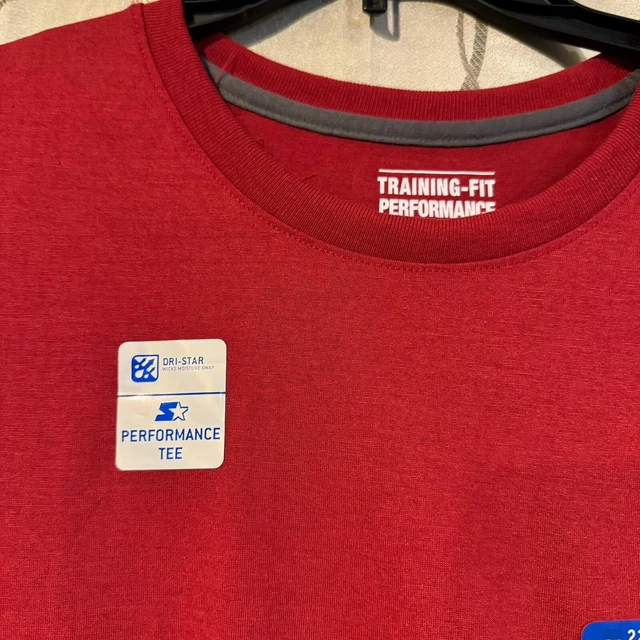 TRAINING-FIT
PERFORMANCE
DRI-STAR
WICKS MOISTURE AWAY
S
PERFORMANCE
TEE